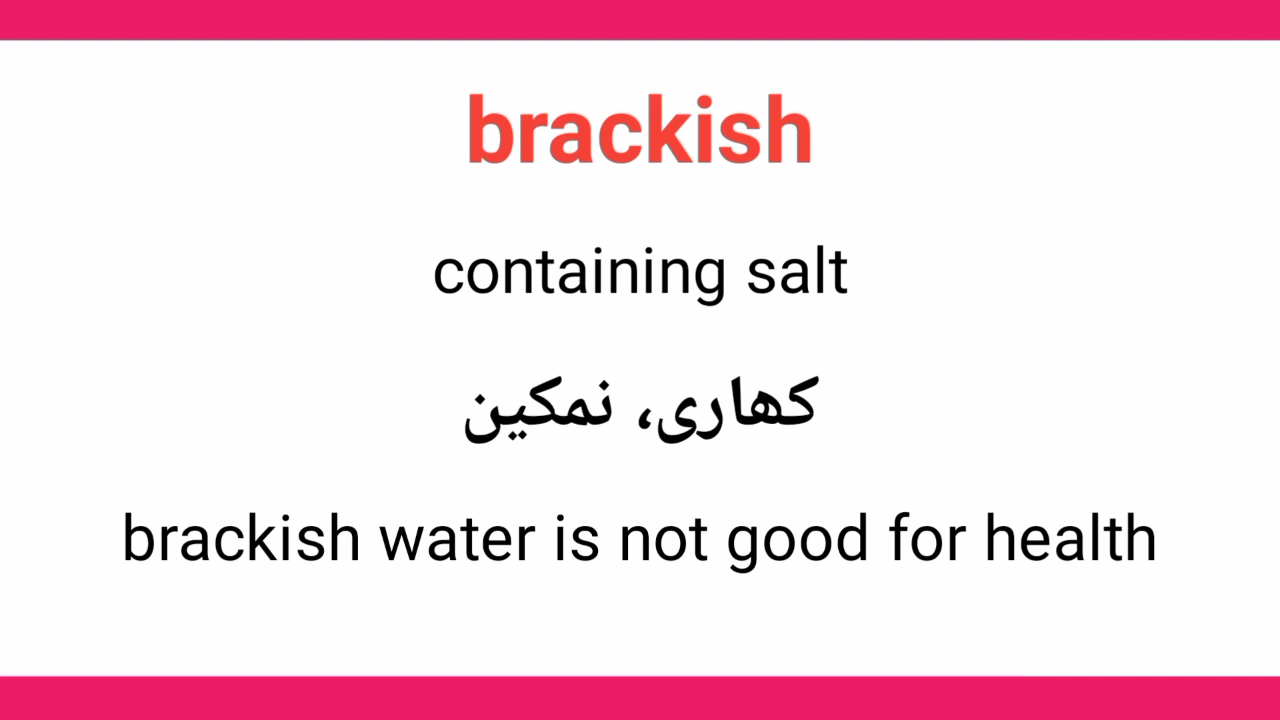 brackish
containing salt
کھاری، نمکین
brackish water is not good for health